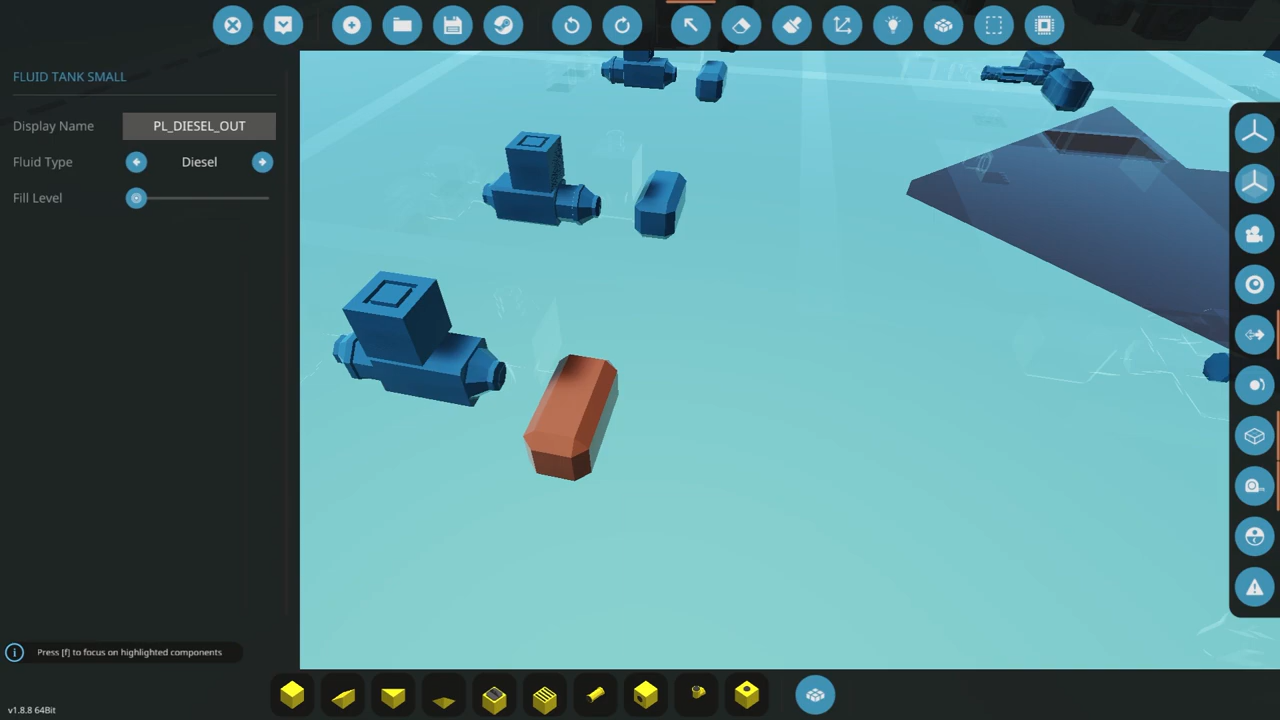 FLUID TANK SMALL
Display Name PL_DIESEL_OUT
Fluid Type Diesel
Fill Level
Press [f] to focus on highlighted components
v1.8.8 64Bit